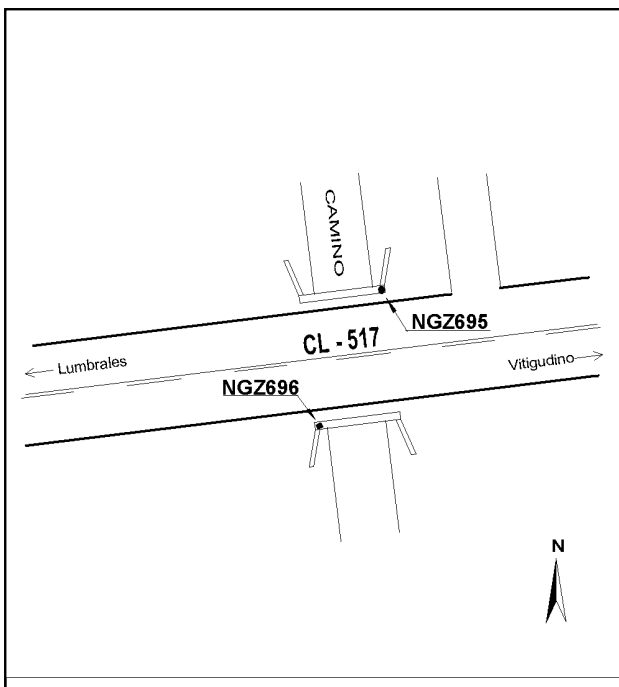 CAMINO
NGZ695
CL - 517
Lumbrales
Vitigudino
NGZ696
N